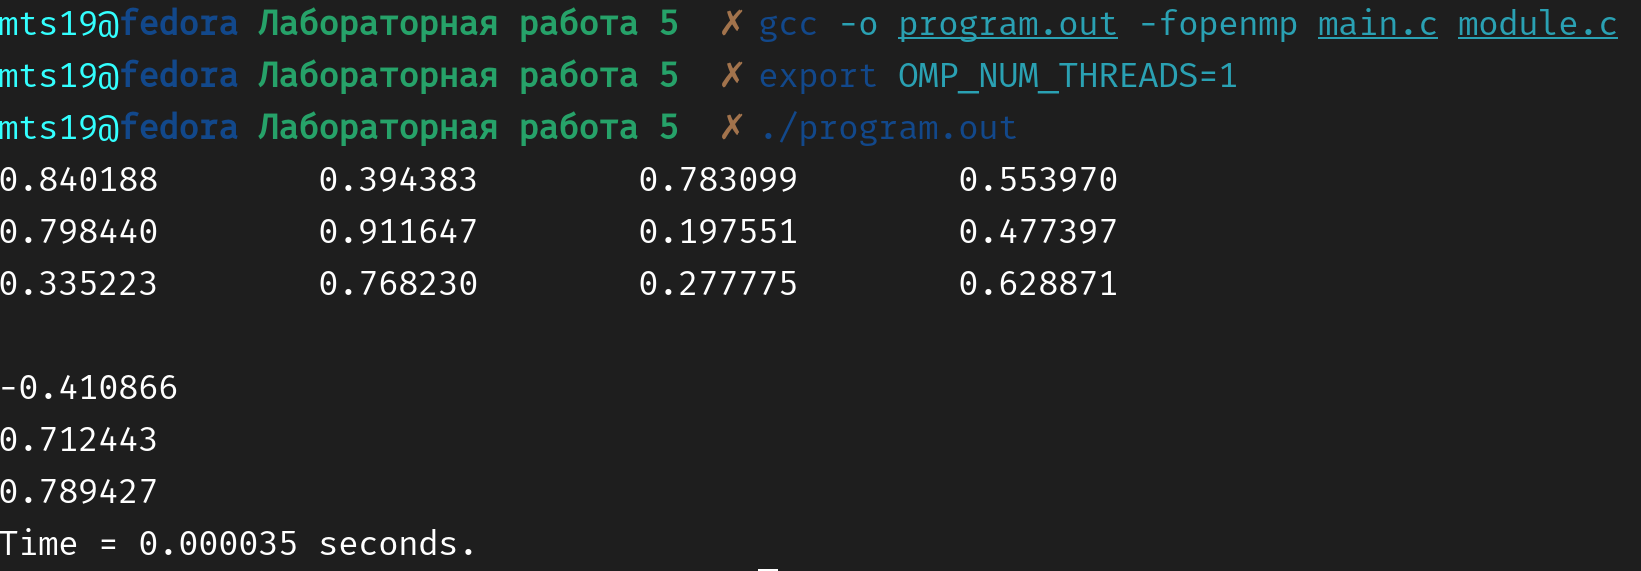 mts19@fedora Лабораторная работа 5 ✗ gcc -o program.out -fopenmp main.c module.c
mts19@fedora Лабораторная работа 5 ✗ export OMP_NUM_THREADS=1
mts19@fedora Лабораторная работа 5 ✗ ./program.out
0.840188 0.394383 0.783099 0.553970
0.798440 0.911647 0.197551 0.477397
0.335223 0.768230 0.277775 0.628871
-0.410866
0.712443
0.789427
Time = 0.000035 seconds.